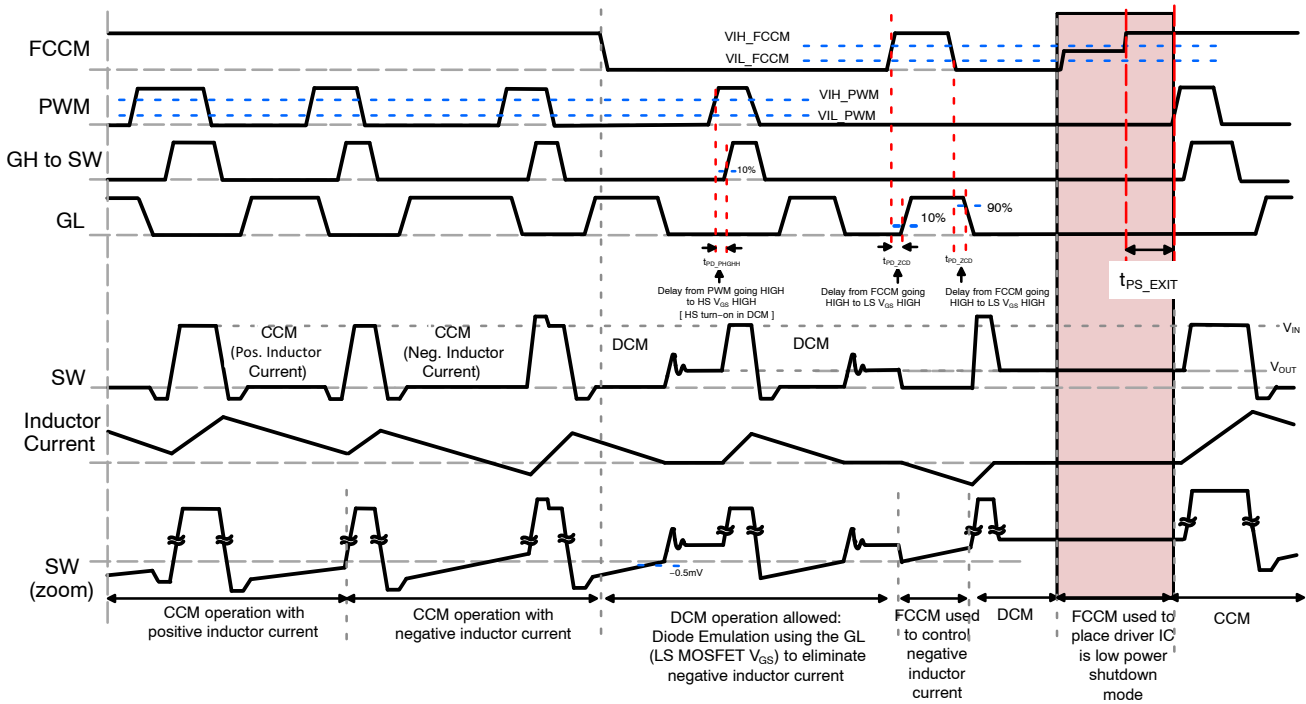 FCCM
VIH_FCCM
VIL_FCCM
PWM
VIH_PWM
VIL_PWM
GH to SW
10%
GL
10%
90%
tPD_PHGHH
tPD_ZCD
tPD_ZCD
tPS_EXIT
Delay from PWM going HIGH
to HS VGS HIGH
[ HS turn−on in DCM ]
Delay from FCCM going
HIGH to LS VGS HIGH
Delay from FCCM going
HIGH to LS VGS HIGH
SW
CCM
(Pos. Inductor
Current)
CCM
(Neg. Inductor
Current)
DCM
DCM
VIN
VOUT
Inductor
Current
SW
(zoom)
−0.5mV
CCM operation with
positive inductor current
CCM operation with
negative inductor current
DCM operation allowed:
Diode Emulation using the GL
(LS MOSFET VGS) to eliminate
negative inductor current
FCCM used
to control
negative
inductor
current
DCM
FCCM used to
place driver IC
is low power
shutdown
mode
CCM